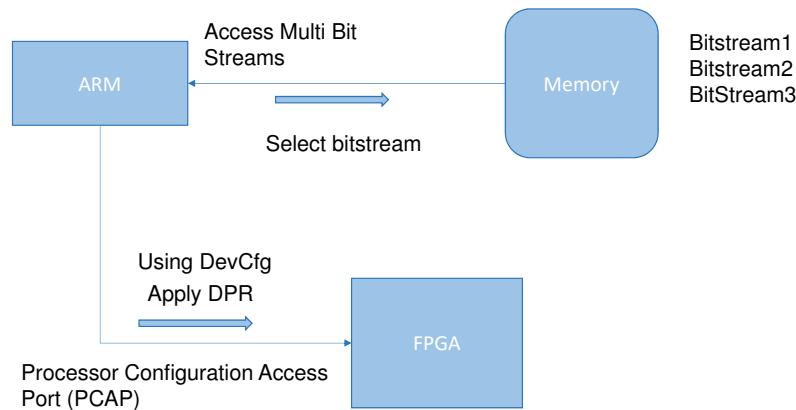 Access Multi Bit
Streams
ARM
Memory
Bitstream1
Bitstream2
BitStream3
Select bitstream
Using DevCfg
Apply DPR
FPGA
Processor Configuration Access
Port (PCAP)